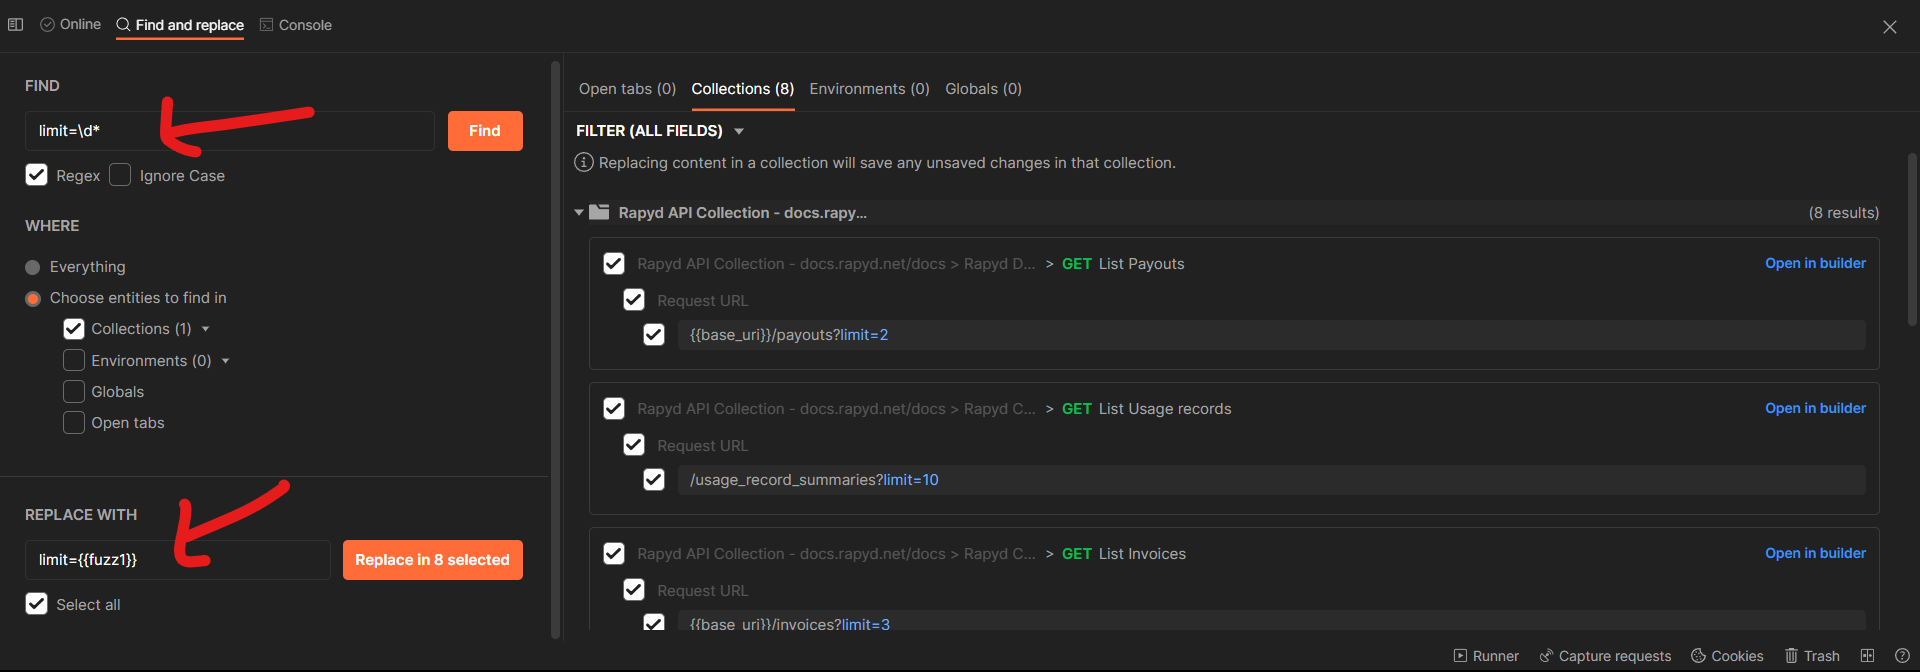 Online
Find and replace
Console
FIND
limit=\d*
Find
Regex
Ignore Case
WHERE
Everything
Choose entities to find in
Collections (1)
Environments (0)
Globals
Open tabs
REPLACE WITH
limit={{fuzz1}}
Replace in 8 selected
Select all
Open tabs (0)
Collections (8)
Environments (0)
Globals (0)
FILTER (ALL FIELDS)
Replacing content in a collection will save any unsaved changes in that collection.
Rapyd API Collection - docs.rapy...
(8 results)
Rapyd API Collection - docs.rapyd.net/docs > Rapyd D... > GET List Payouts
Open in builder
Request URL
{{base_uri}}/payouts?limit=2
Rapyd API Collection - docs.rapyd.net/docs > Rapyd C... > GET List Usage records
Open in builder
Request URL
/usage_record_summaries?limit=10
Rapyd API Collection - docs.rapyd.net/docs > Rapyd C... > GET List Invoices
Open in builder
Request URL
{{base_uri}}/invoices?limit=3
Runner
Capture requests
Cookies
Trash